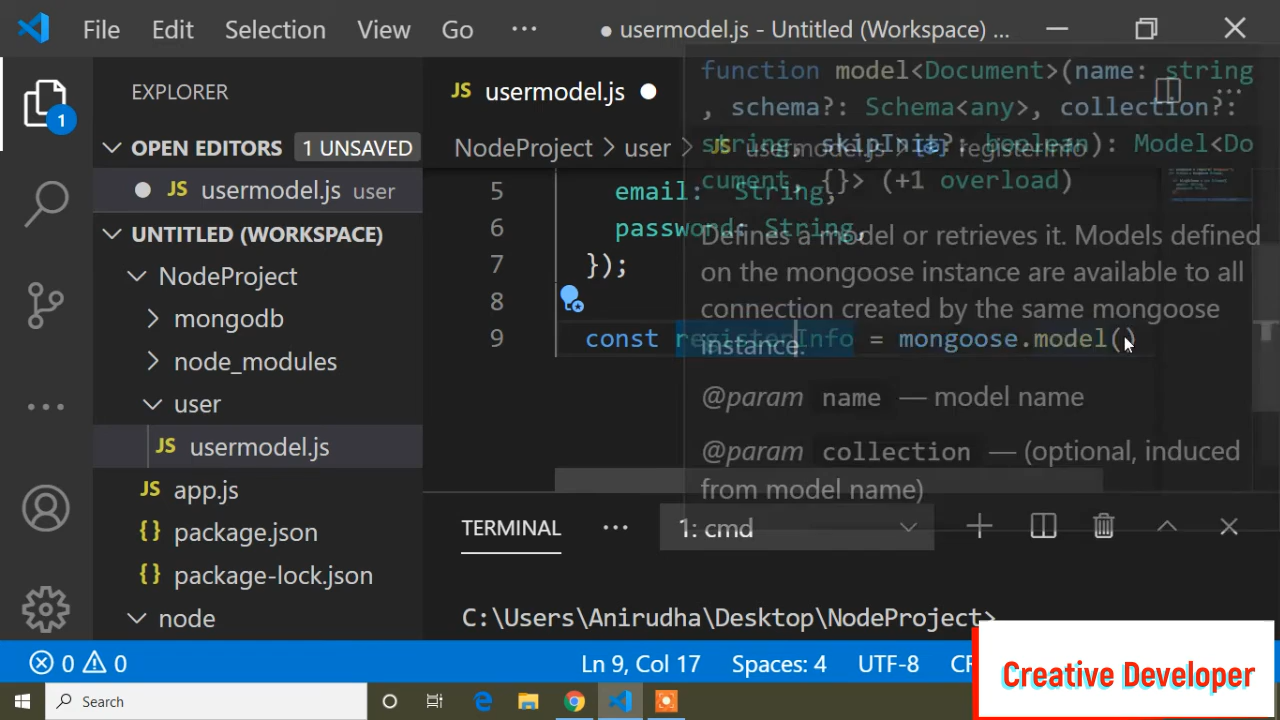 File Edit Selection View Go ··· ● usermodel.js - Untitled (Workspace) ...
EXPLORER
OPEN EDITORS 1 UNSAVED
JS usermodel.js user
UNTITLED (WORKSPACE)
NodeProject
mongodb
node_modules
user
JS usermodel.js
JS app.js
{} package.json
{} package-lock.json
node
1
JS usermodel.js ●
NodeProject > user > JS usermodel.js > registerInfo
function model<Document>(name: string
, schema?: Schema<any>, collection?:
string, skipInit?: boolean): Model<Do
cument, {}> (+1 overload)
Defines a model or retrieves it. Models defined
on the mongoose instance are available to all
connection created by the same mongoose
instance.
@param name — model name
@param collection — (optional, induced
from model name)
5 email: String,
6 password: String,
7 });
8
9 const registerInfo = mongoose.model()
TERMINAL ··· 1: cmd
C:\Users\Anirudha\Desktop\NodeProject>
0 0 Ln 9, Col 17 Spaces: 4 UTF-8
Creative Developer
Search